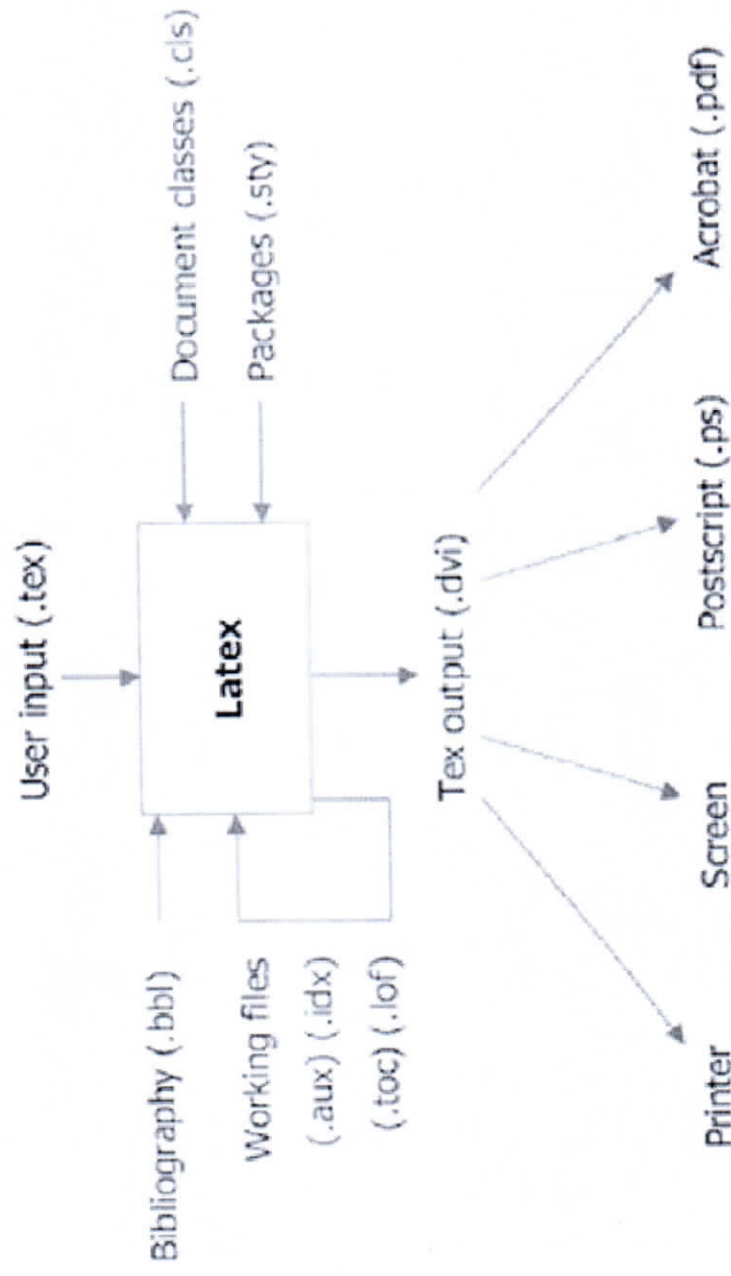 User input (.tex)
Document classes (.cls)
Bibliography (.bbl)
Latex
Packages (.sty)
Working files
(.aux) (.idx)
(.toc) (.lof)
Tex output (.dvi)
Printer
Screen
Postscript (.ps)
Acrobat (.pdf)